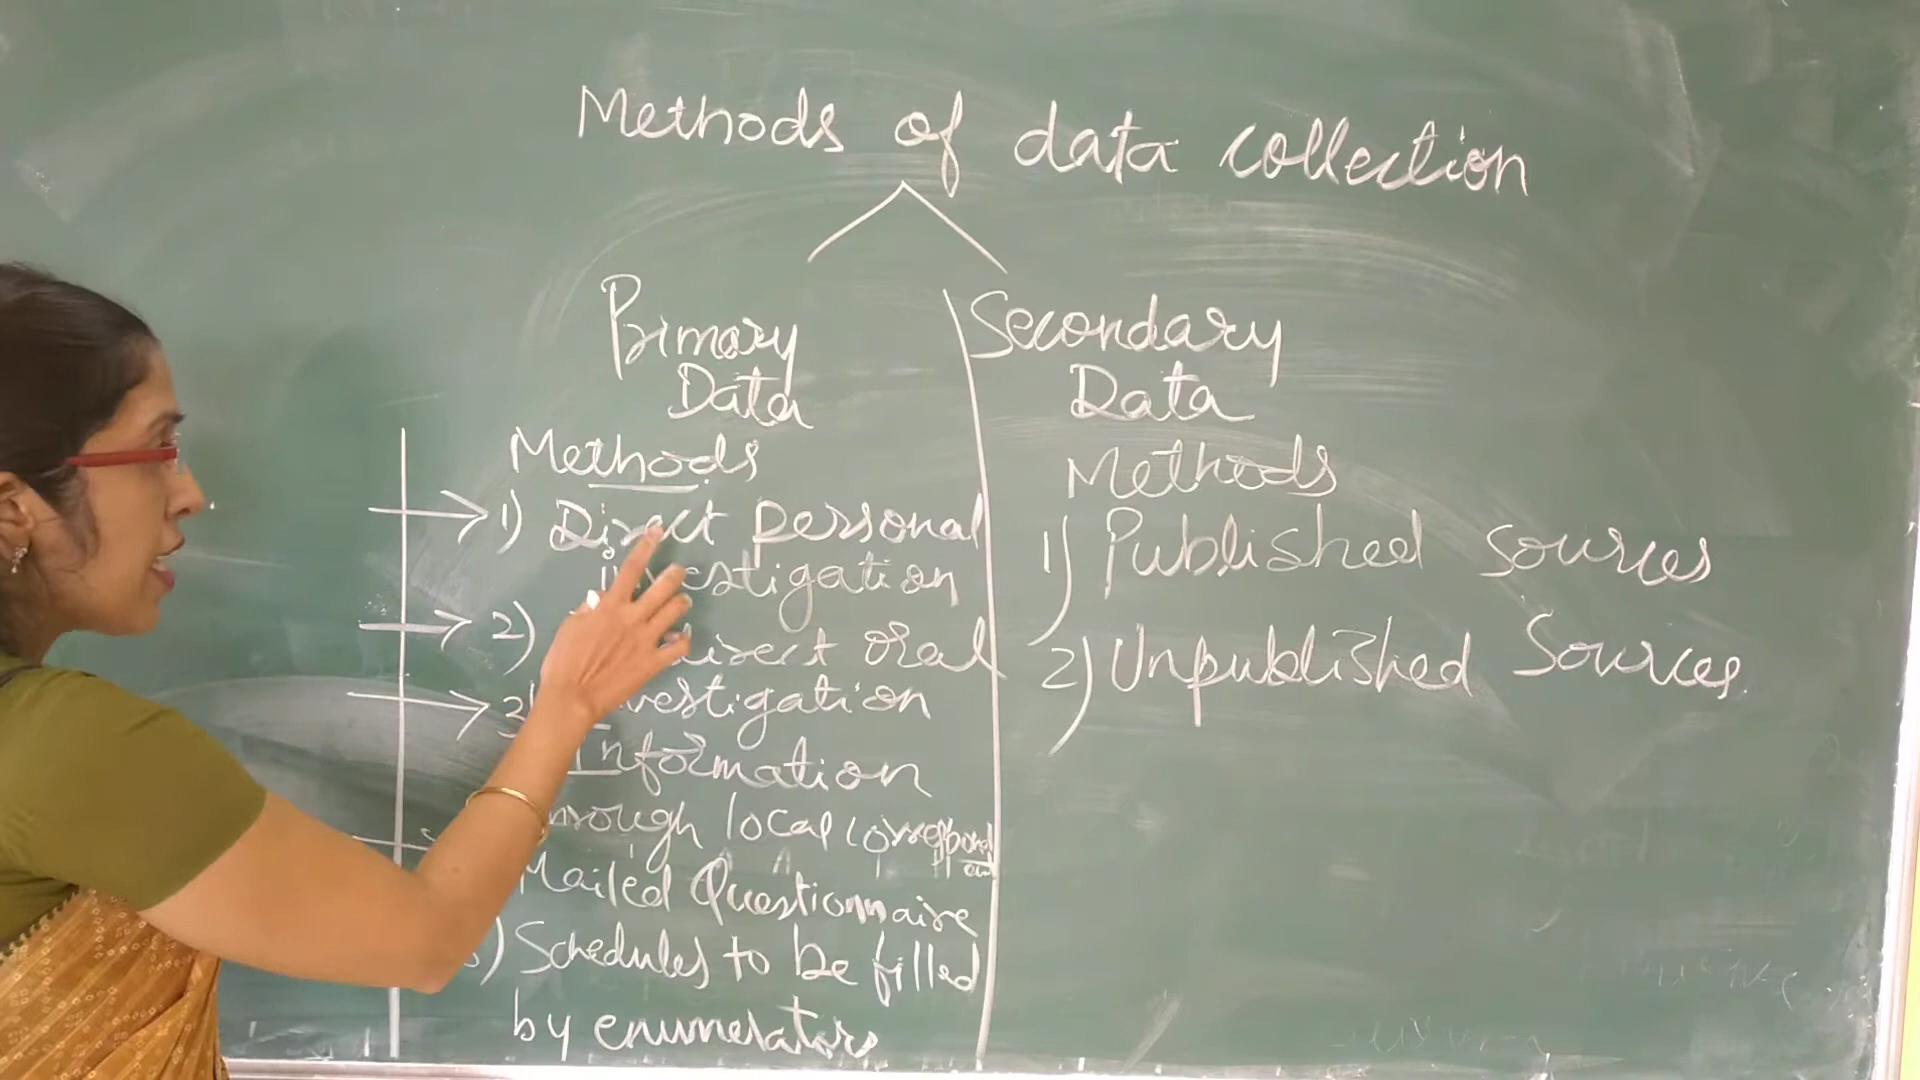 Methods of data collection
Primary
Data
Methods
1) Direct personal
investigation
2) oral
investigation
3)
Information
through local
Mailed Questionnaire
) Schedules to be filled
by enumerators
Secondary
Data
Methods
1) Published sources
2) Unpublished Sources